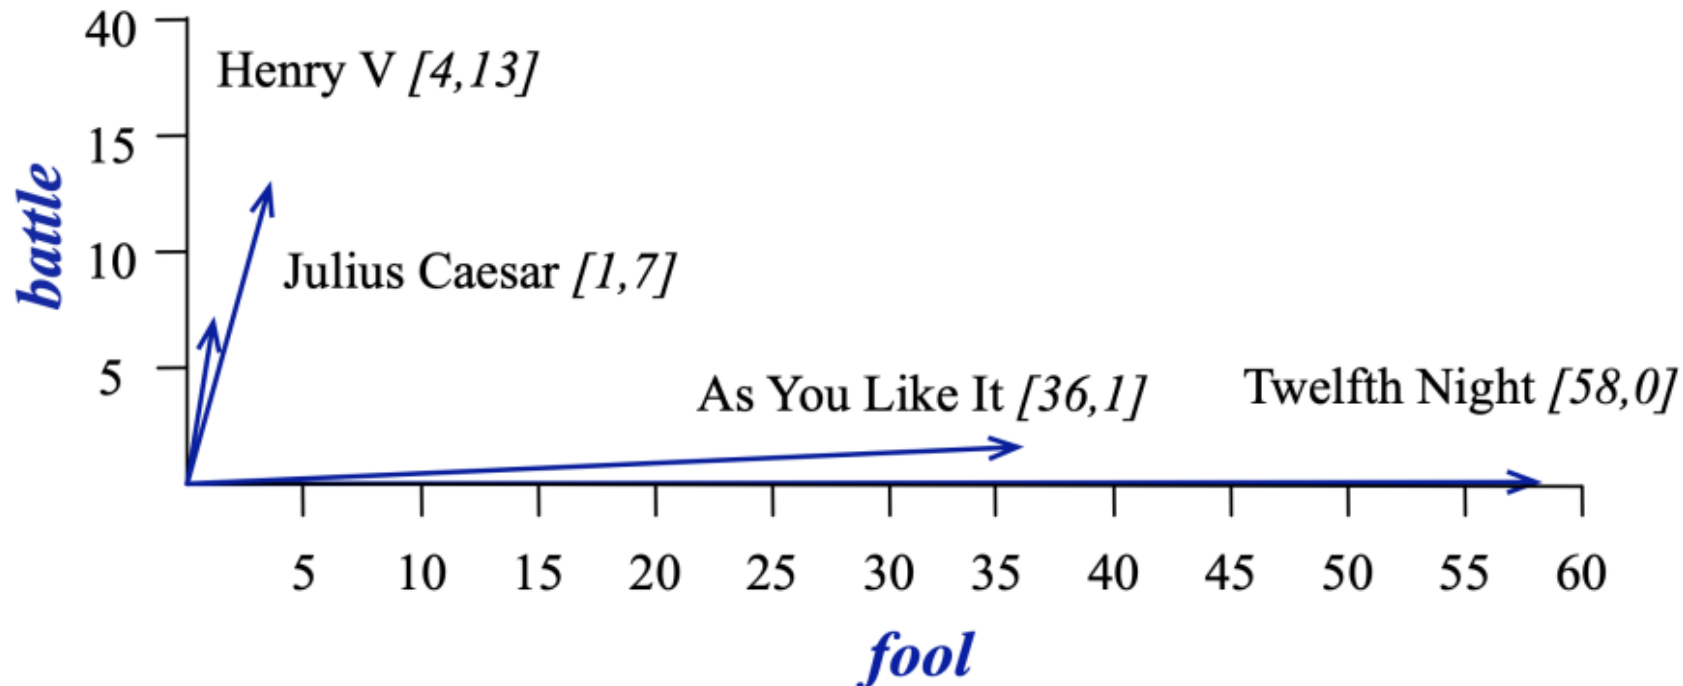 40
Henry V [4,13]
15
battle
10
Julius Caesar [1,7]
5
As You Like It [36,1]
Twelfth Night [58,0]
5 10 15 20 25 30 35 40 45 50 55 60
fool